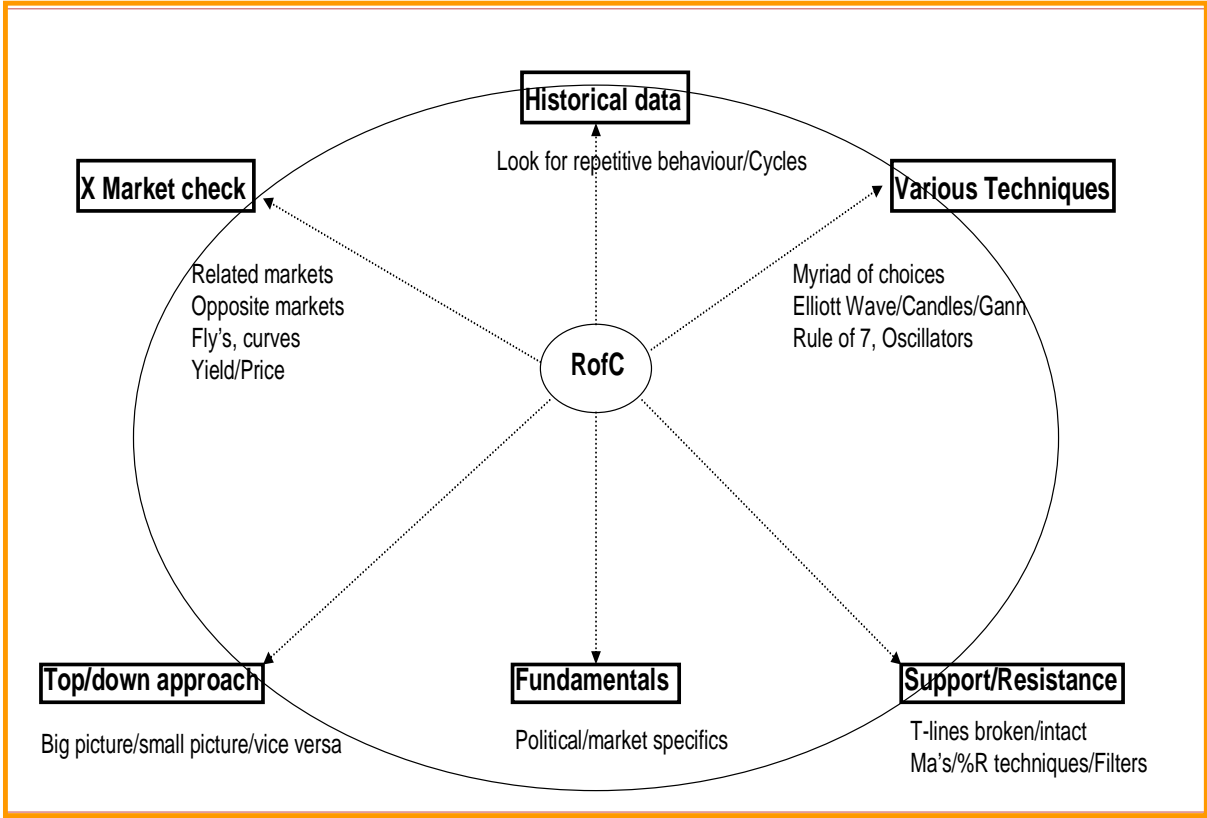 Historical data
Look for repetitive behaviour/Cycles
X Market check
Related markets
Opposite markets
Fly's, curves
Yield/Price
Various Techniques
Myriad of choices
Elliott Wave/Candles/Gann
Rule of 7, Oscillators
RofC
Top/down approach
Big picture/small picture/vice versa
Fundamentals
Political/market specifics
Support/Resistance
T-lines broken/intact
Ma's/%R techniques/Filters